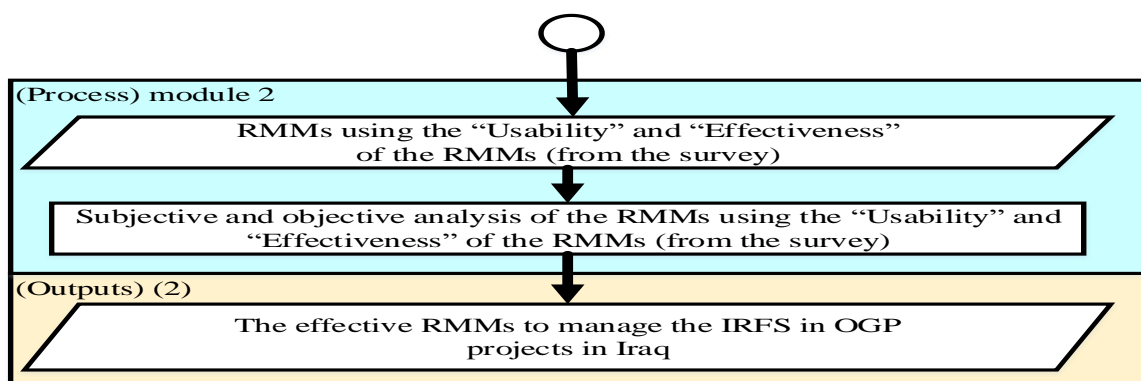 (Process) module 2
RMMs using the “Usability” and “Effectiveness”
of the RMMs (from the survey)
Subjective and objective analysis of the RMMs using the “Usability” and
“Effectiveness” of the RMMs (from the survey)
(Outputs) (2)
The effective RMMs to manage the IRFS in OGP
projects in Iraq